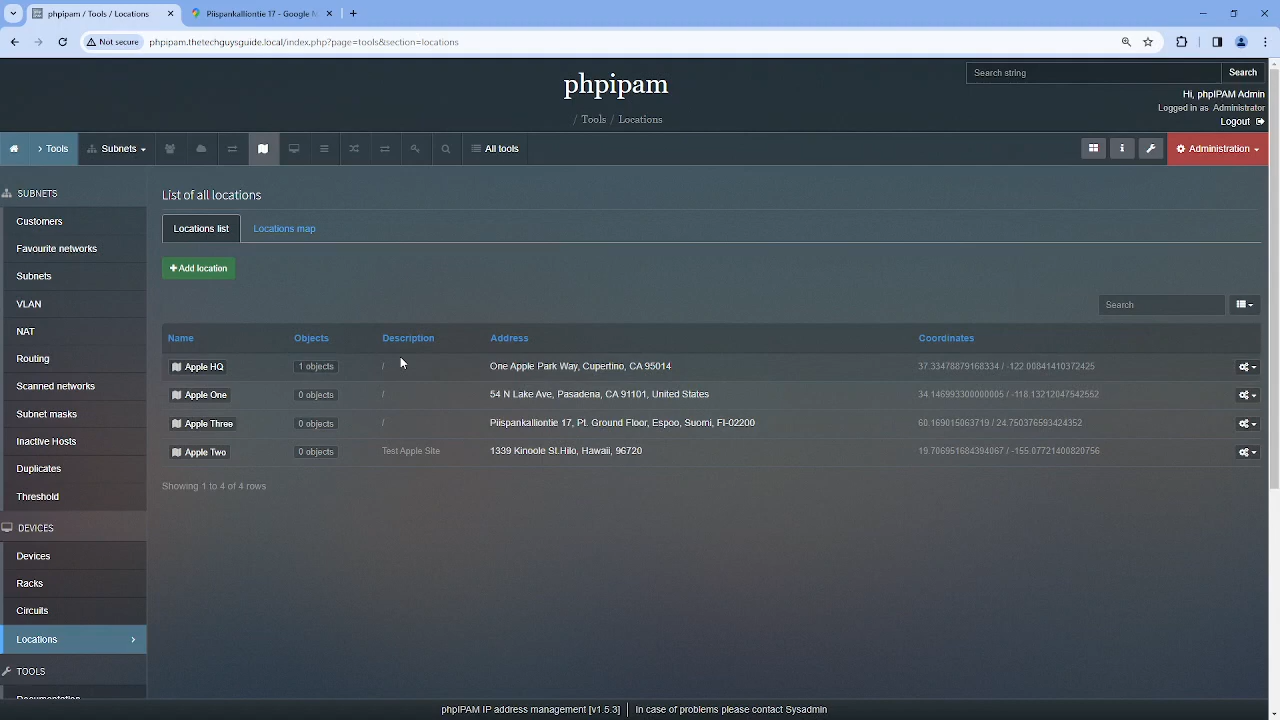 phpipam / Tools / Locations
Piispankalliontie 17 - Google M
Not secure
phpipam.thetechguysguide.local/index.php?page=tools&section=locations
phpipam
Search string
Search
/ Tools / Locations
Hi, phpIPAM Admin
Logged in as Administrator
Logout
Tools
Subnets
All tools
Administration
SUBNETS
Customers
Favourite networks
Subnets
VLAN
NAT
Routing
Scanned networks
Subnet masks
Inactive Hosts
Duplicates
Threshold
DEVICES
Devices
Racks
Circuits
Locations
TOOLS
List of all locations
Locations list Locations map
Add location
Search
Name Objects Description Address Coordinates
Apple HQ 1 objects / One Apple Park Way, Cupertino, CA 95014 37.33478879168334 / -122.00841410372425
Apple One 0 objects / 54 N Lake Ave, Pasadena, CA 91101, United States 34.146993300000005 / -118.13212047542552
Apple Three 0 objects / Piispankalliontie 17, Pt. Ground Floor, Espoo, Suomi, FI-02200 60.169015063719 / 24.750376593424352
Apple Two 0 objects Test Apple Site 1339 Kinoole St.Hilo, Hawaii, 96720 19.706951684394067 / -155.07721400820756
Showing 1 to 4 of 4 rows
phpIPAM IP address management [v1.5.3] | In case of problems please contact Sysadmin